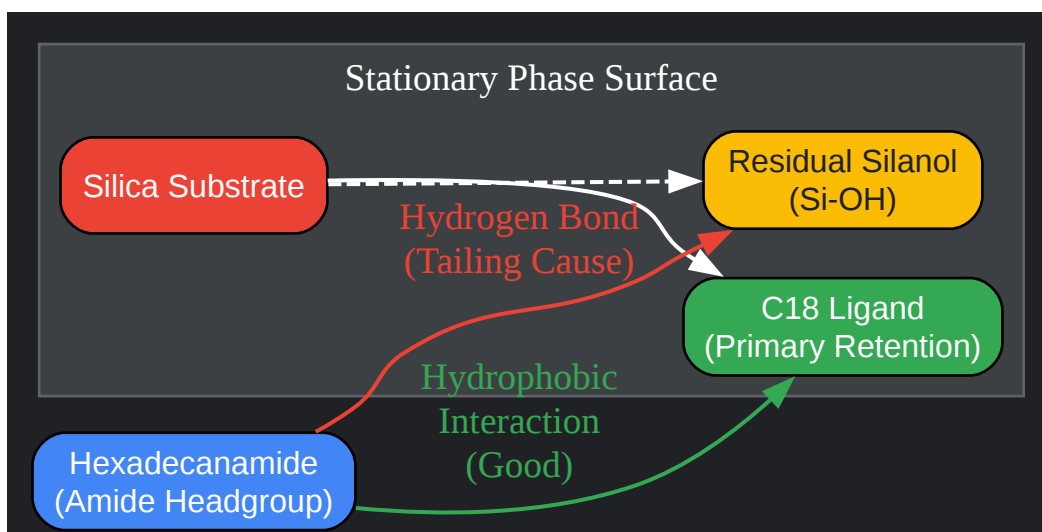 Stationary Phase Surface
Silica Substrate
Residual Silanol
(Si-OH)
Hydrogen Bond
(Tailing Cause)
C18 Ligand
(Primary Retention)
Hydrophobic
Interaction
(Good)
Hexadecanamide
(Amide Headgroup)